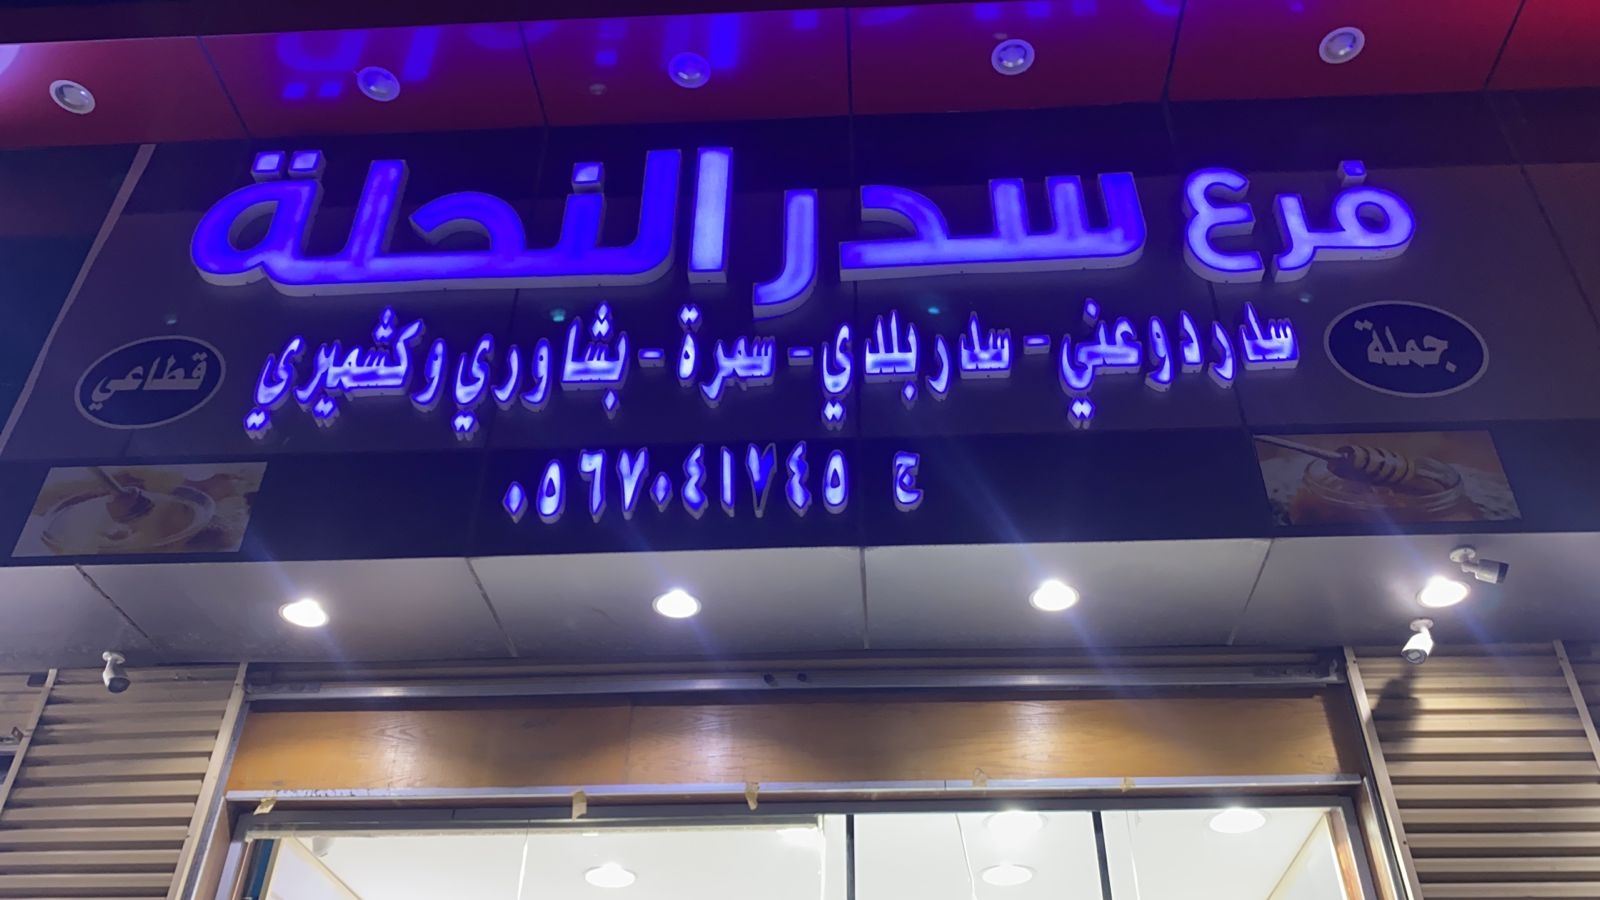 فرع سدر النحلة
جملة
سدر دوعني - سدر بلدي - سمرة - بشاوري وكشميري
قطاعي
ج ٠٥٦٧٠٤١٧٤٥